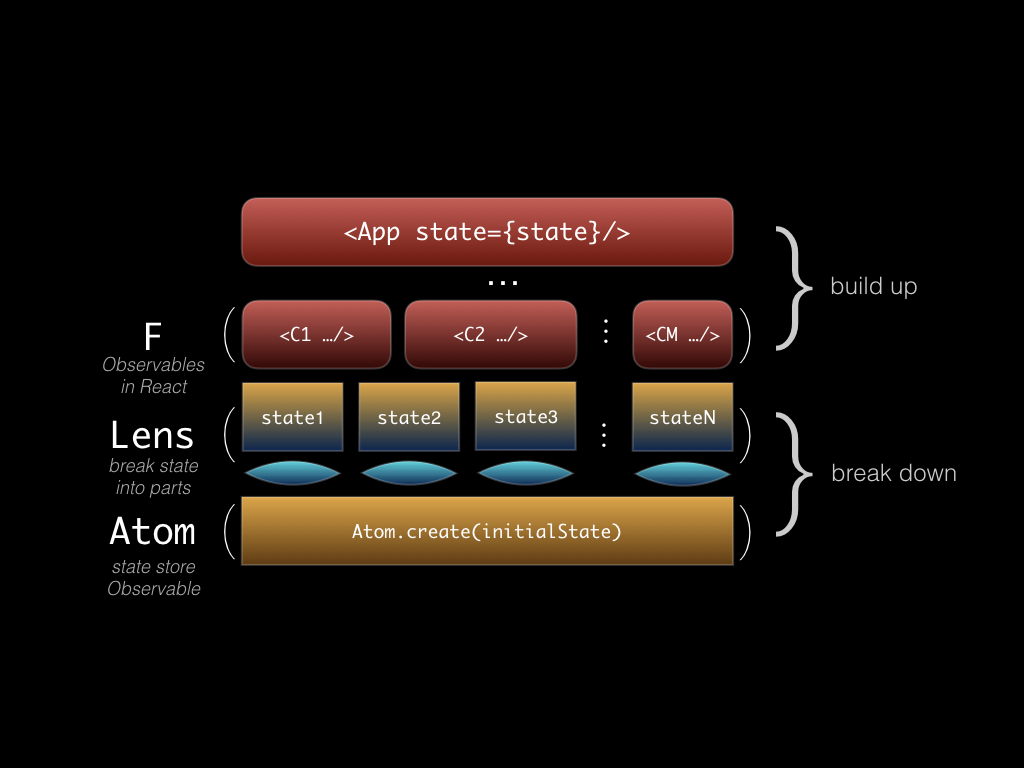 <App state={state}/>
...
build up
F
<C1 …/>
<C2 …/>
⋮
<CM …/>
Observables
in React
Lens
state1
state2
state3
⋮
stateN
break state
into parts
break down
Atom
Atom.create(initialState)
state store
Observable